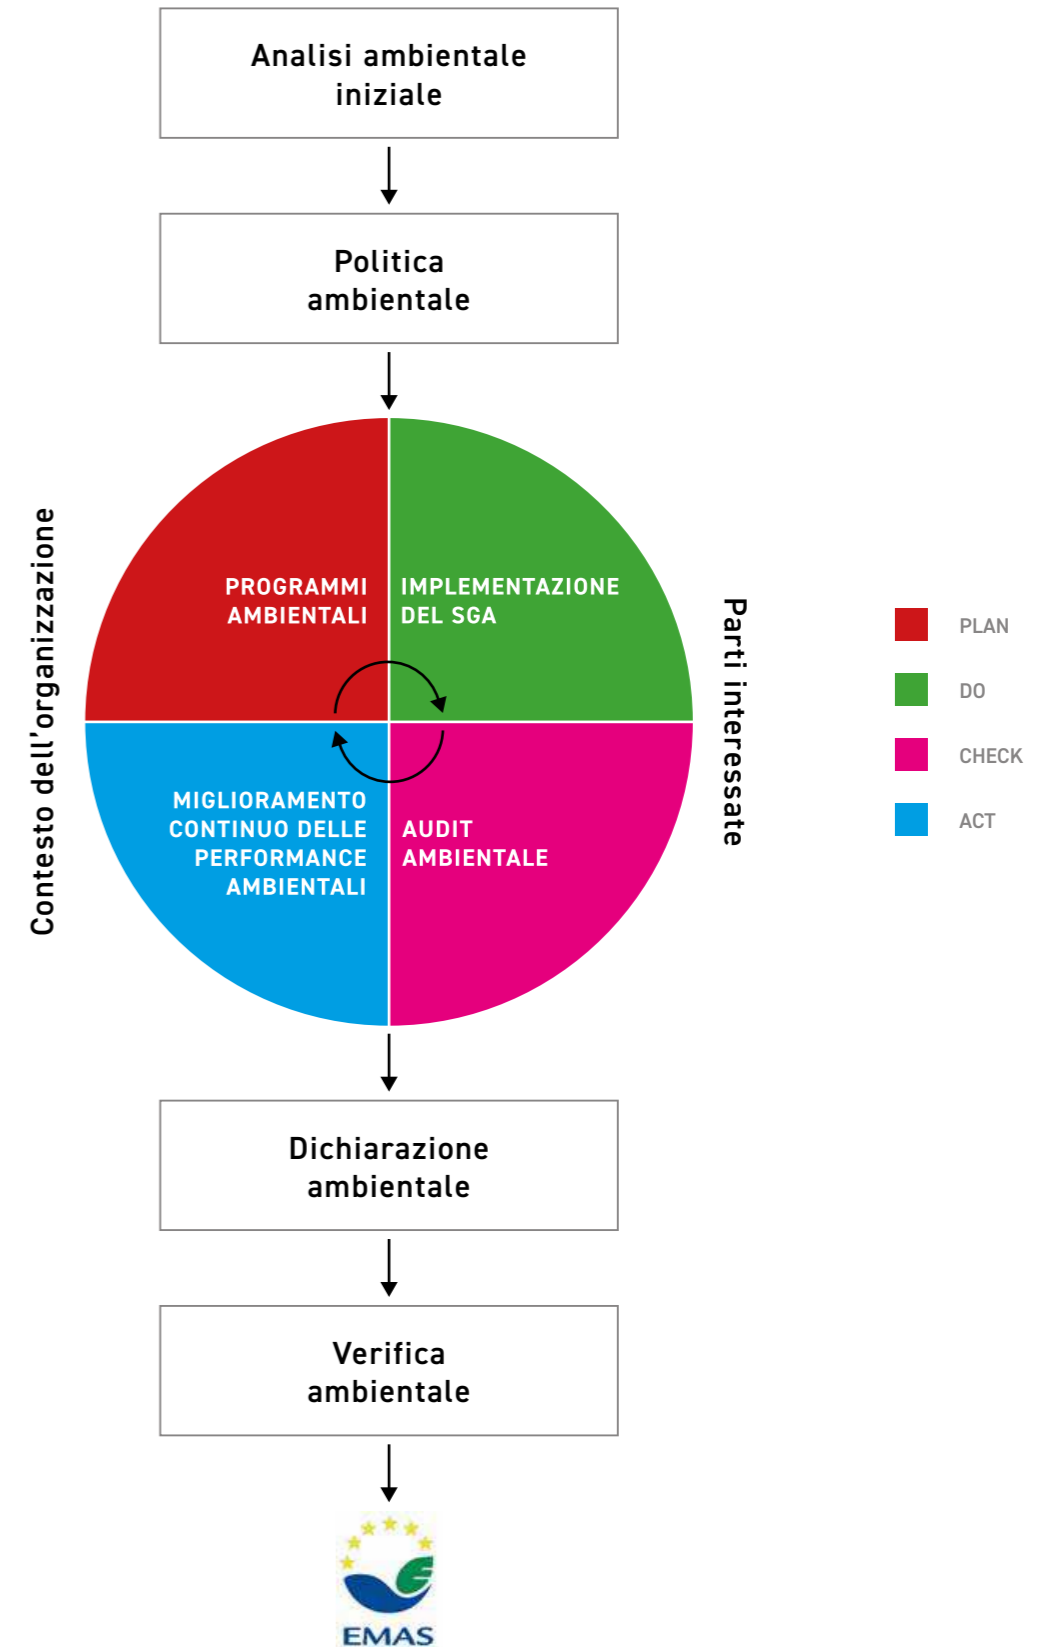 Analisi ambientale
iniziale
Politica
ambientale
Contesto dell'organizzazione
PROGRAMMI
AMBIENTALI
IMPLEMENTAZIONE
DEL SGA
MIGLIORAMENTO
CONTINUO DELLE
PERFORMANCE
AMBIENTALI
AUDIT
AMBIENTALE
Parti interessate
PLAN
DO
CHECK
ACT
Dichiarazione
ambientale
Verifica
ambientale
EMAS